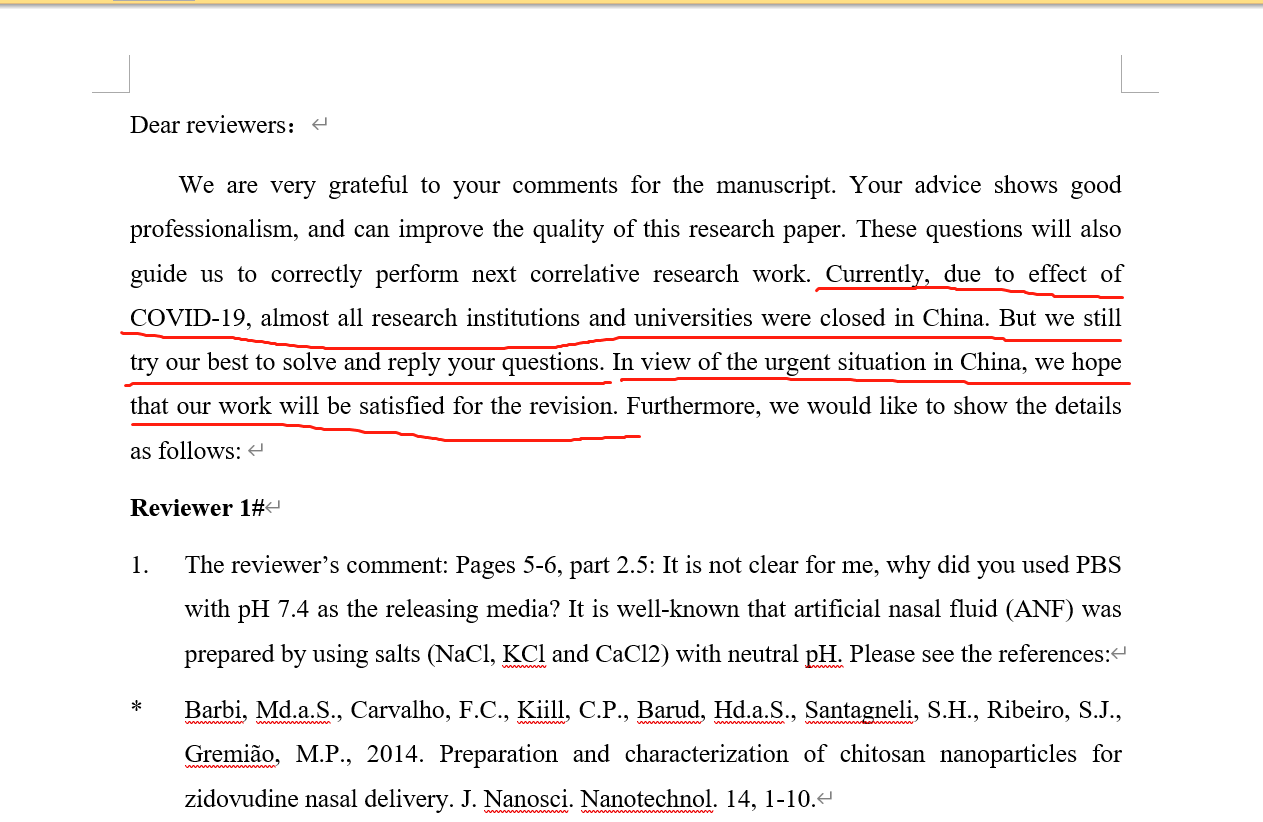 Dear reviewers：
We are very grateful to your comments for the manuscript. Your advice shows good
professionalism, and can improve the quality of this research paper. These questions will also
guide us to correctly perform next correlative research work. Currently, due to effect of
COVID-19, almost all research institutions and universities were closed in China. But we still
try our best to solve and reply your questions. In view of the urgent situation in China, we hope
that our work will be satisfied for the revision. Furthermore, we would like to show the details
as follows:
Reviewer 1#
1. The reviewer’s comment: Pages 5-6, part 2.5: It is not clear for me, why did you used PBS
with pH 7.4 as the releasing media? It is well-known that artificial nasal fluid (ANF) was
prepared by using salts (NaCl, KCl and CaCl2) with neutral pH. Please see the references:
* Barbi, Md.a.S., Carvalho, F.C., Kiill, C.P., Barud, Hd.a.S., Santagneli, S.H., Ribeiro, S.J.,
Gremião, M.P., 2014. Preparation and characterization of chitosan nanoparticles for
zidovudine nasal delivery. J. Nanosci. Nanotechnol. 14, 1-10.